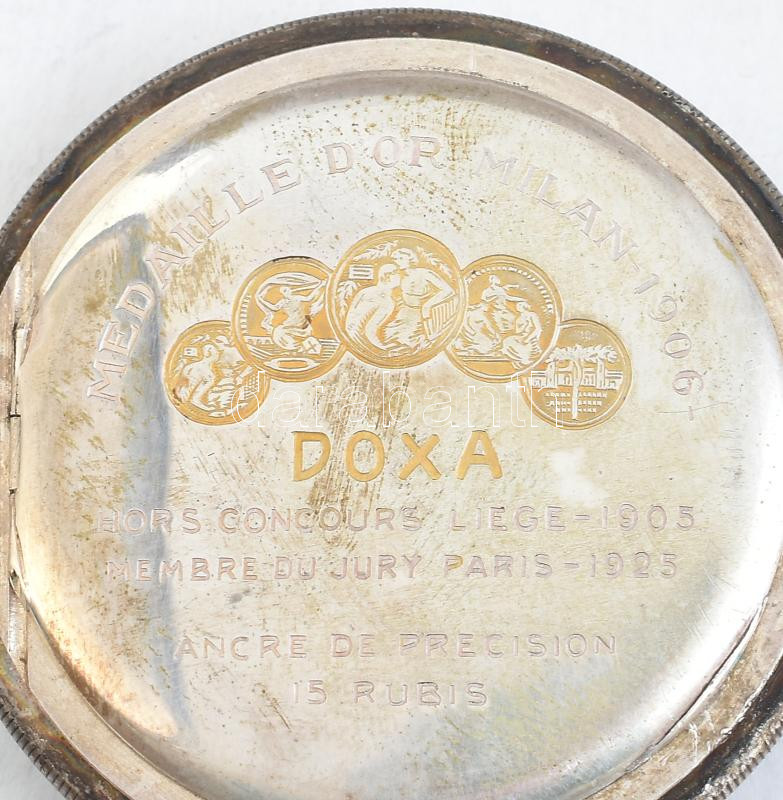 MEDAILLE D'OR MILAN-1906-
DOXA
HORS CONCOURS LIEGE-1905
MEMBRE DU JURY PARIS-1925
ANCRE DE PRECISION
15 RUBIS
darabanth